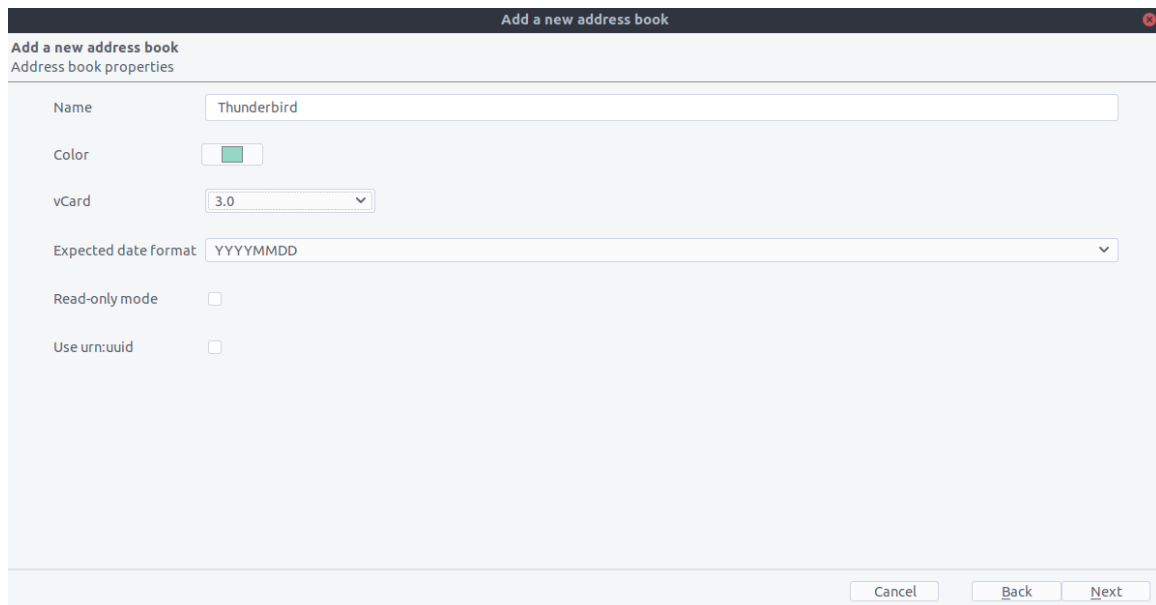 Add a new address book
Add a new address book
Address book properties
Name Thunderbird
Color
vCard 3.0
Expected date format YYYYMMDD
Read-only mode
Use urn:uuid
Cancel Back Next